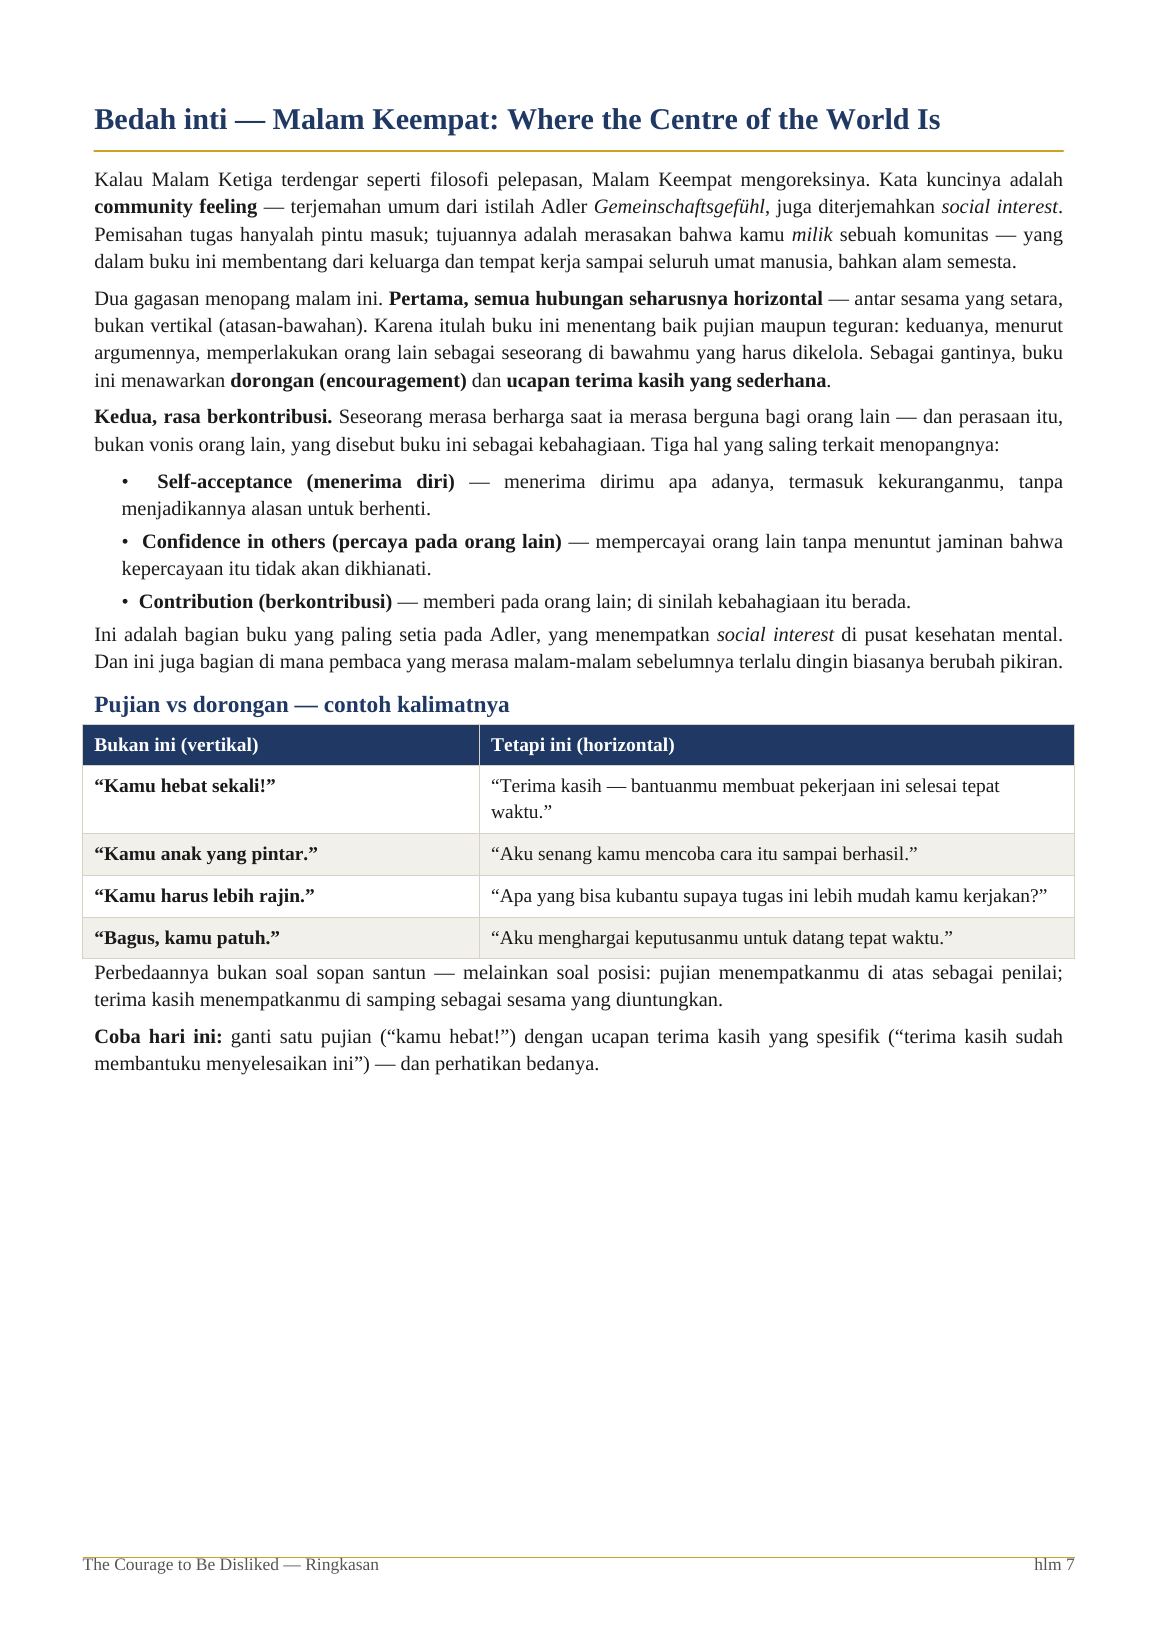 Bedah inti — Malam Keempat: Where the Centre of the World Is
Kalau Malam Ketiga terdengar seperti filosofi pelepasan, Malam Keempat mengoreksinya. Kata kuncinya adalah
community feeling — terjemahan umum dari istilah Adler Gemeinschaftsgefühl, juga diterjemahkan social interest.
Pemisahan tugas hanyalah pintu masuk; tujuannya adalah merasakan bahwa kamu milik sebuah komunitas — yang
dalam buku ini membentang dari keluarga dan tempat kerja sampai seluruh umat manusia, bahkan alam semesta.
Dua gagasan menopang malam ini. Pertama, semua hubungan seharusnya horizontal — antar sesama yang setara,
bukan vertikal (atasan-bawahan). Karena itulah buku ini menentang baik pujian maupun teguran: keduanya, menurut
argumennya, memperlakukan orang lain sebagai seseorang di bawahmu yang harus dikelola. Sebagai gantinya, buku
ini menawarkan dorongan (encouragement) dan ucapan terima kasih yang sederhana.
Kedua, rasa berkontribusi. Seseorang merasa berharga saat ia merasa berguna bagi orang lain — dan perasaan itu,
bukan vonis orang lain, yang disebut buku ini sebagai kebahagiaan. Tiga hal yang saling terkait menopangnya:
• Self-acceptance (menerima diri) — menerima dirimu apa adanya, termasuk kekuranganmu, tanpa
menjadikannya alasan untuk berhenti.
• Confidence in others (percaya pada orang lain) — mempercayai orang lain tanpa menuntut jaminan bahwa
kepercayaan itu tidak akan dikhianati.
• Contribution (berkontribusi) — memberi pada orang lain; di sinilah kebahagiaan itu berada.
Ini adalah bagian buku yang paling setia pada Adler, yang menempatkan social interest di pusat kesehatan mental.
Dan ini juga bagian di mana pembaca yang merasa malam-malam sebelumnya terlalu dingin biasanya berubah pikiran.
Pujian vs dorongan — contoh kalimatnya
Bukan ini (vertikal)
Tetapi ini (horizontal)
“Kamu hebat sekali!”
“Terima kasih — bantuanmu membuat pekerjaan ini selesai tepat
waktu.”
“Kamu anak yang pintar.”
“Aku senang kamu mencoba cara itu sampai berhasil.”
“Kamu harus lebih rajin.”
“Apa yang bisa kubantu supaya tugas ini lebih mudah kamu kerjakan?”
“Bagus, kamu patuh.”
“Aku menghargai keputusanmu untuk datang tepat waktu.”
Perbedaannya bukan soal sopan santun — melainkan soal posisi: pujian menempatkanmu di atas sebagai penilai;
terima kasih menempatkanmu di samping sebagai sesama yang diuntungkan.
Coba hari ini: ganti satu pujian (“kamu hebat!”) dengan ucapan terima kasih yang spesifik (“terima kasih sudah
membantuku menyelesaikan ini”) — dan perhatikan bedanya.
The Courage to Be Disliked — Ringkasan
hlm 7